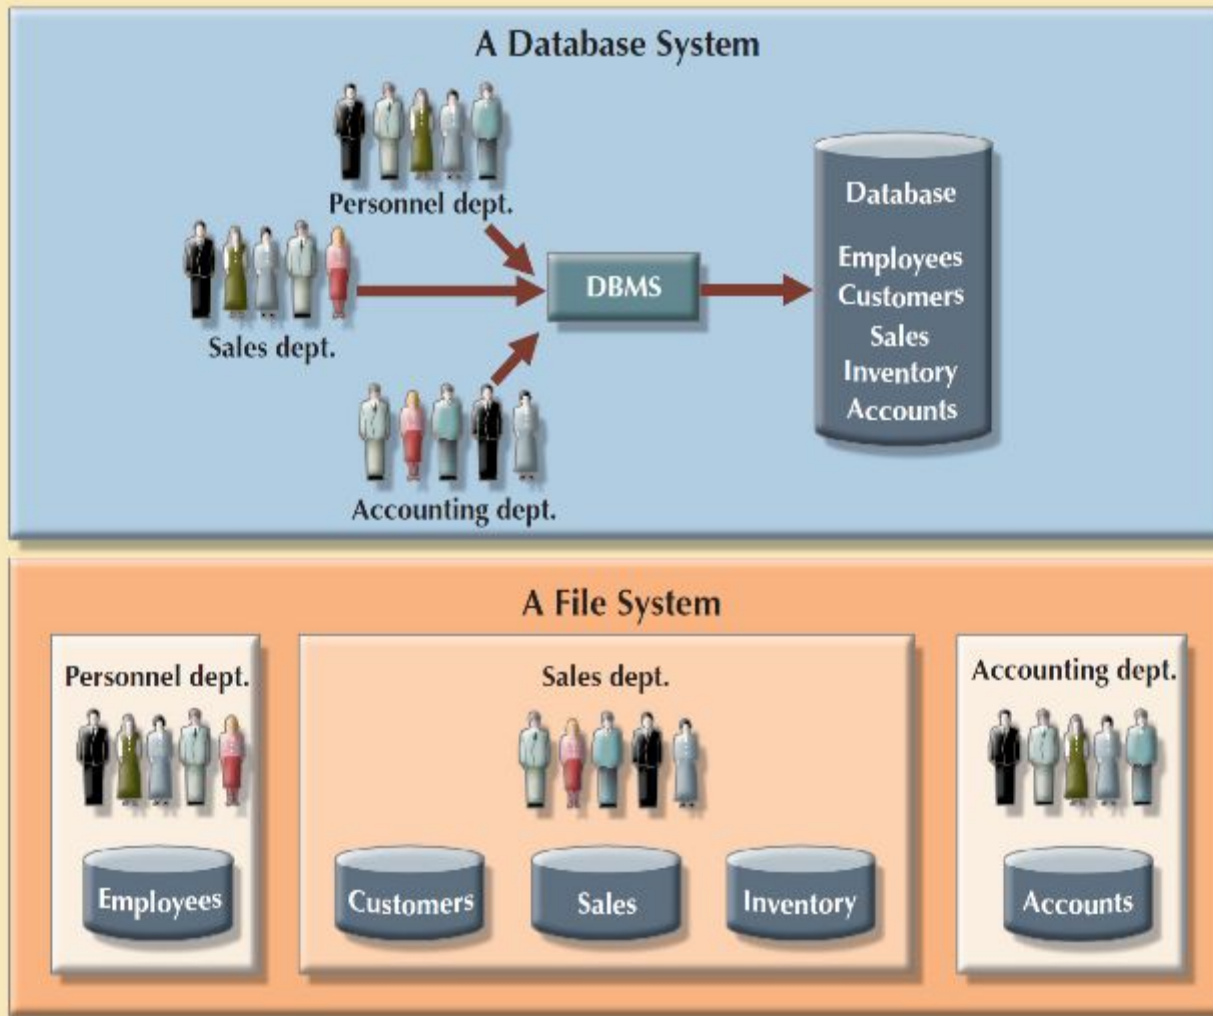 A Database System
Personnel dept.
Sales dept.
Accounting dept.
DBMS
Database
Employees
Customers
Sales
Inventory
Accounts
A File System
Personnel dept.
Employees
Sales dept.
Customers
Sales
Inventory
Accounting dept.
Accounts